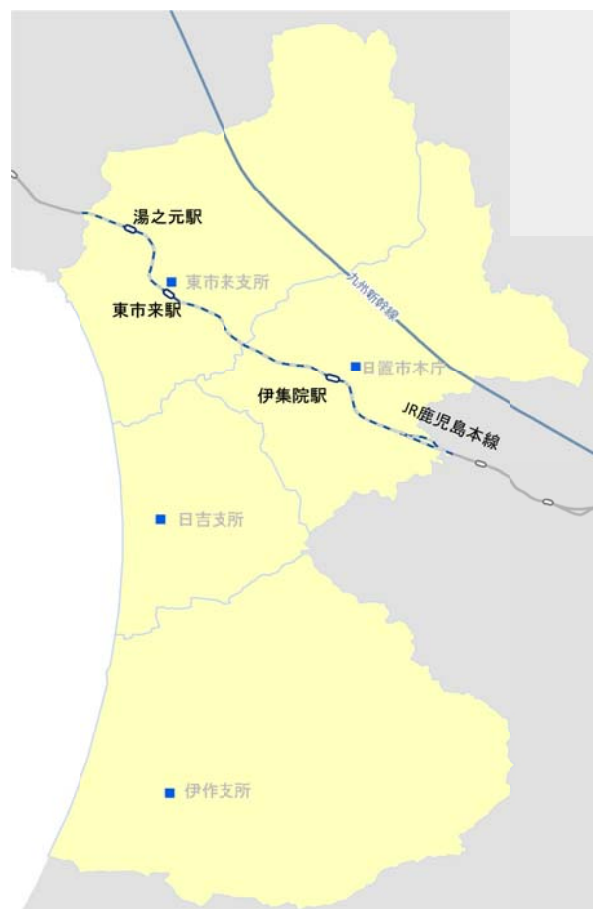 湯之元駅
東市来支所
東市来駅
九州新幹線
日置市本庁
伊集院駅
JR鹿児島本線
日吉支所
伊作支所